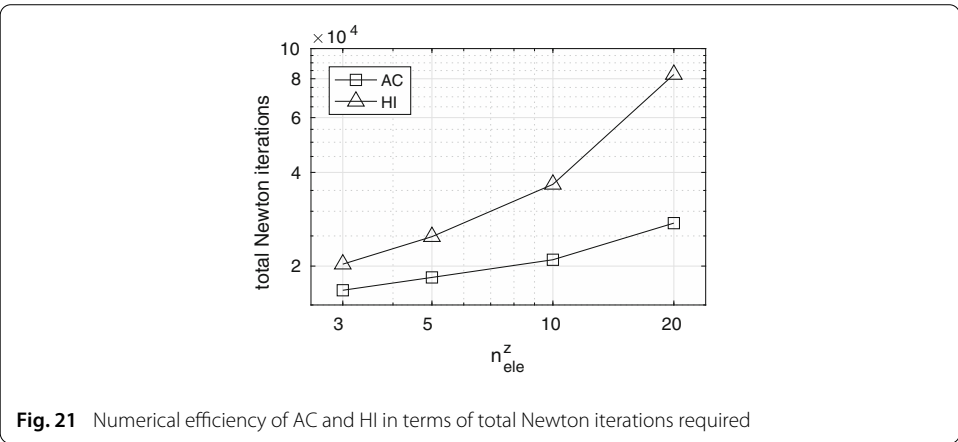 × 10^4
10
8
6
4
2
total Newton iterations
AC
HI
3 5 10 20
n^z_ele
Fig. 21 Numerical efficiency of AC and HI in terms of total Newton iterations required